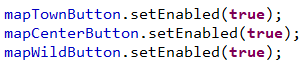 mapTownButton.setEnabled(true);
mapCenterButton.setEnabled(true);
mapWildButton.setEnabled(true);